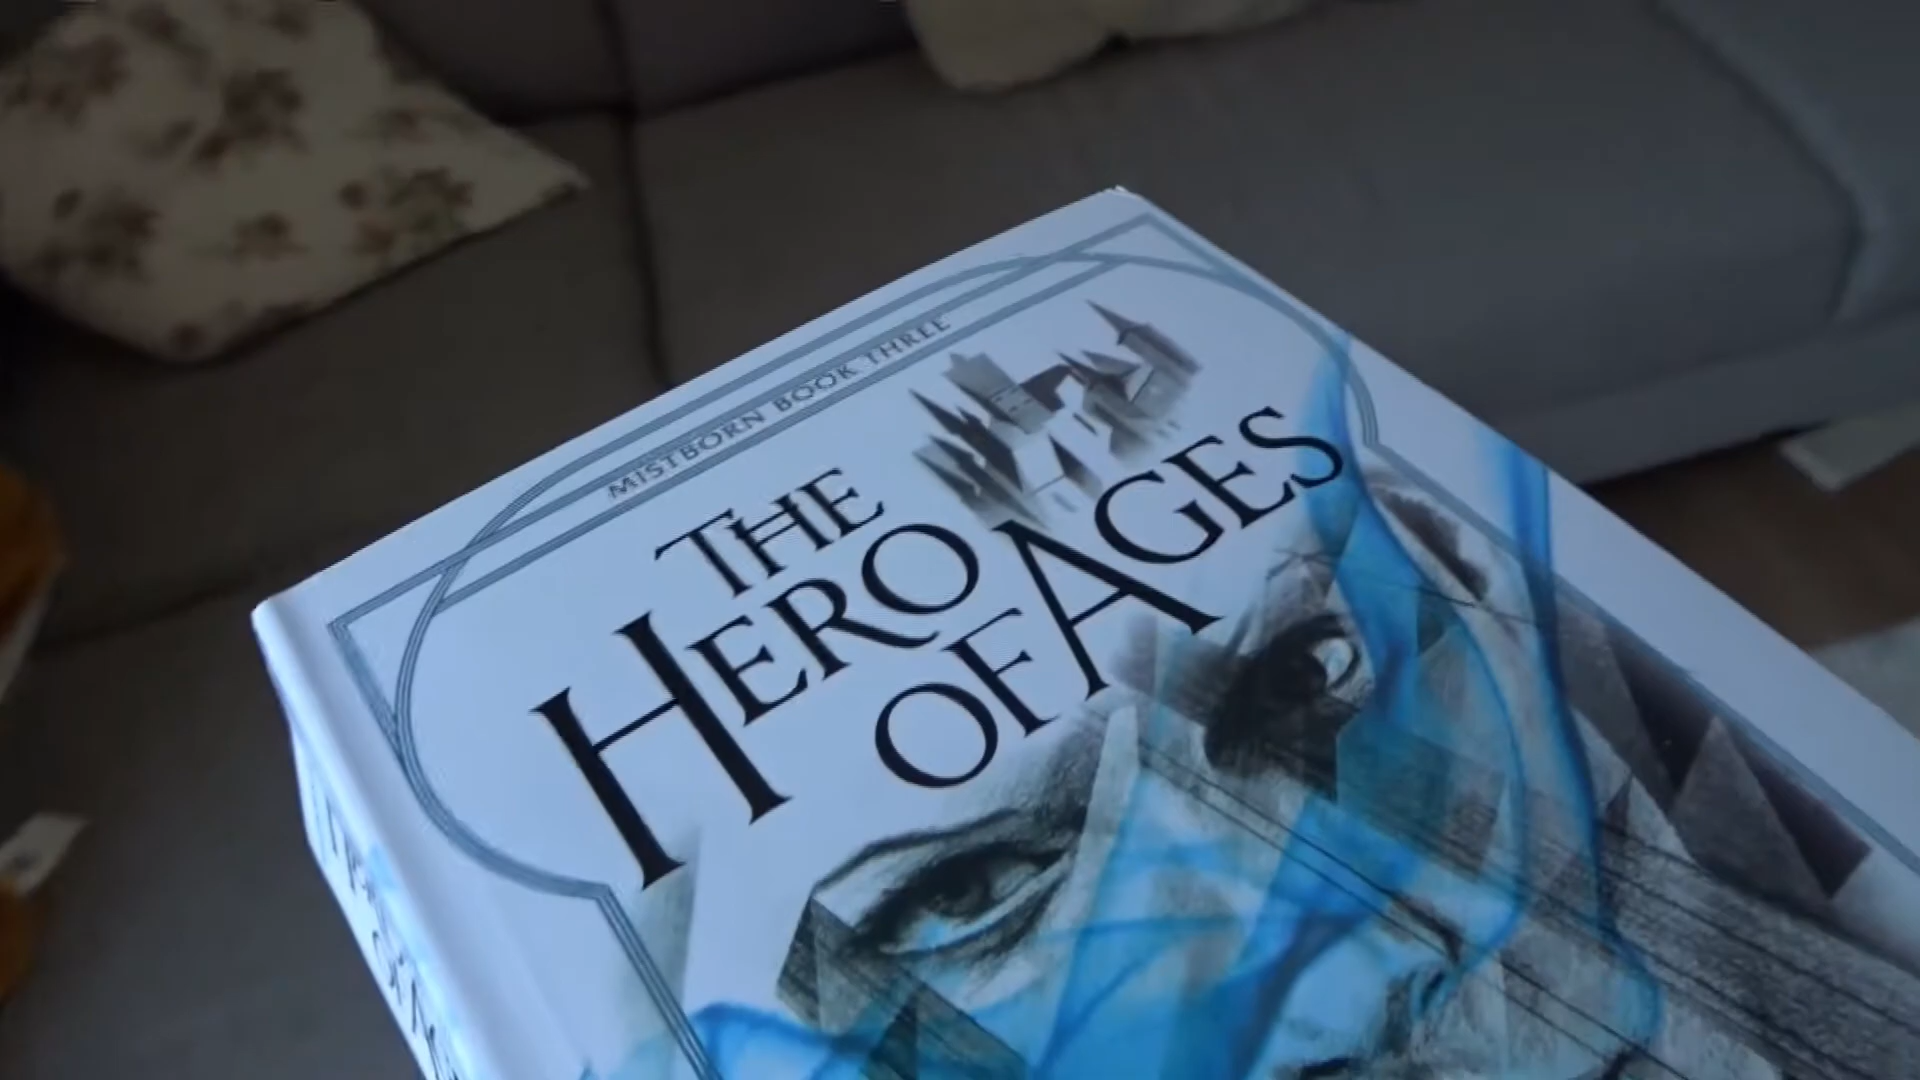 MISTBORN BOOK THREE
THE
HERO
OF AGES